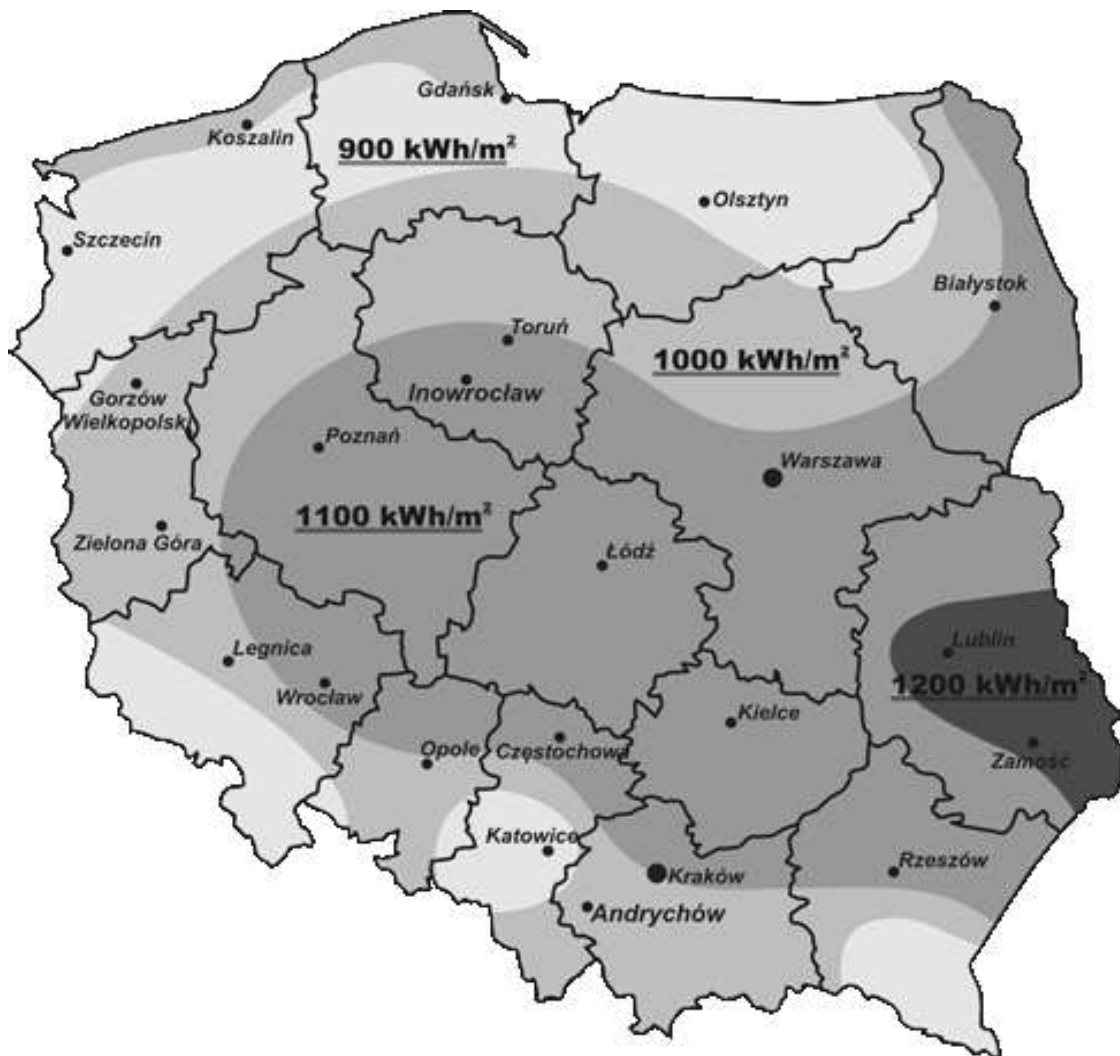 Gdańsk
Koszalin
900 kWh/m²
Olsztyn
Szczecin
Białystok
Toruń
1000 kWh/m²
Gorzów
Wielkopolski
Inowrocław
Poznań
Warszawa
1100 kWh/m²
Zielona Góra
Łódź
Lublin
Legnica
1200 kWh/m²
Wrocław
Kielce
Opole
Częstochowa
Zamość
Katowice
Rzeszów
Kraków
Andrychów